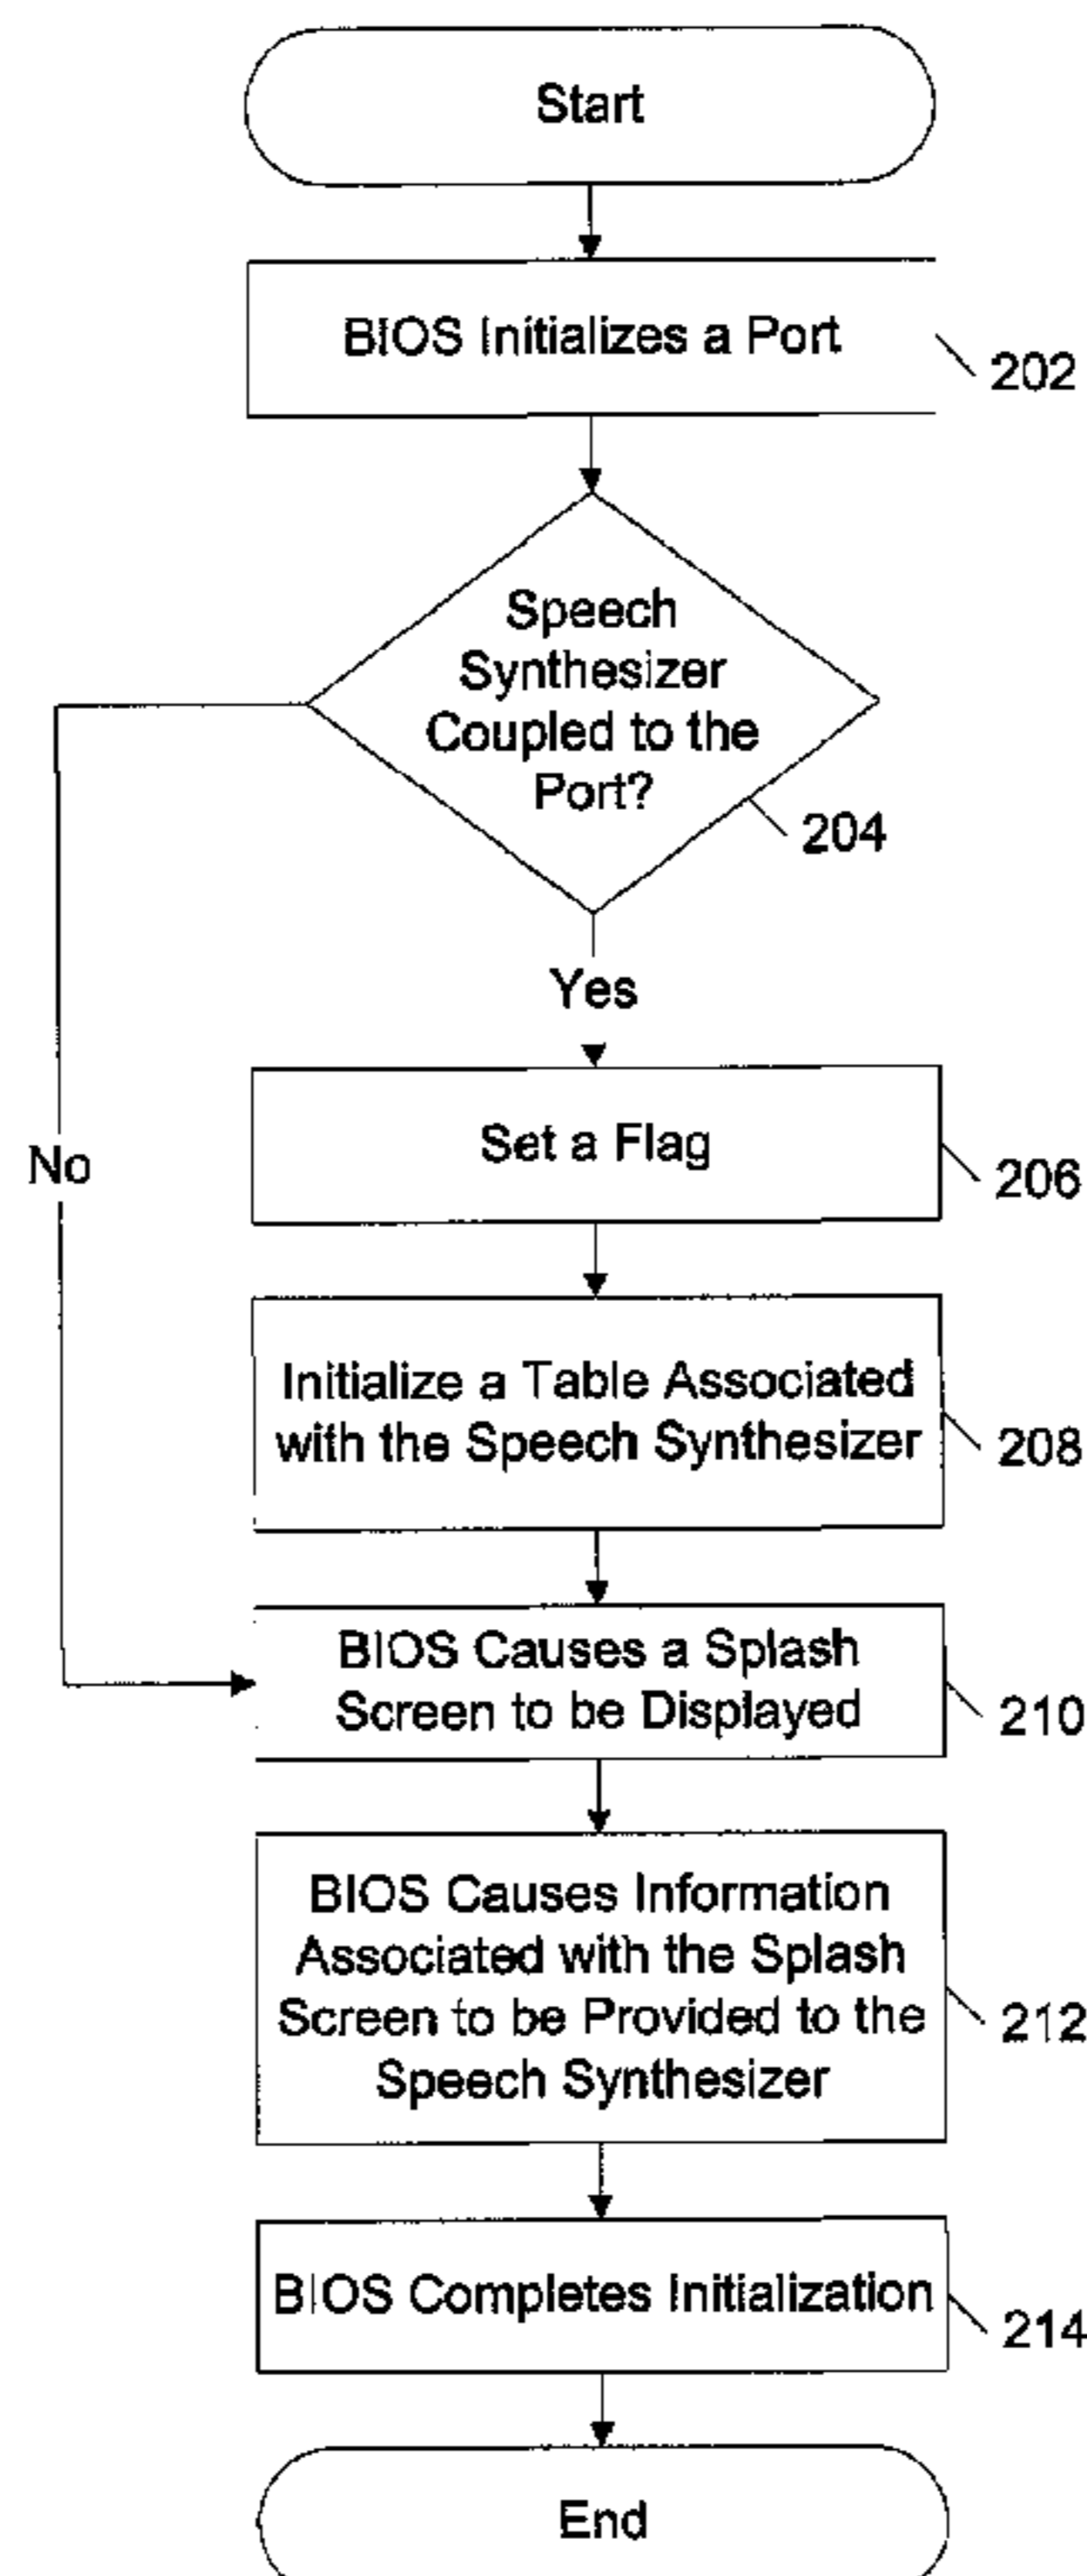 Start
BIOS Initializes a Port
202
Speech
Synthesizer
Coupled to the
Port?
204
Yes
No
Set a Flag
206
Initialize a Table Associated
with the Speech Synthesizer
208
BIOS Causes a Splash
Screen to be Displayed
210
BIOS Causes Information
Associated with the Splash
Screen to be Provided to the
Speech Synthesizer
212
BIOS Completes Initialization
214
End